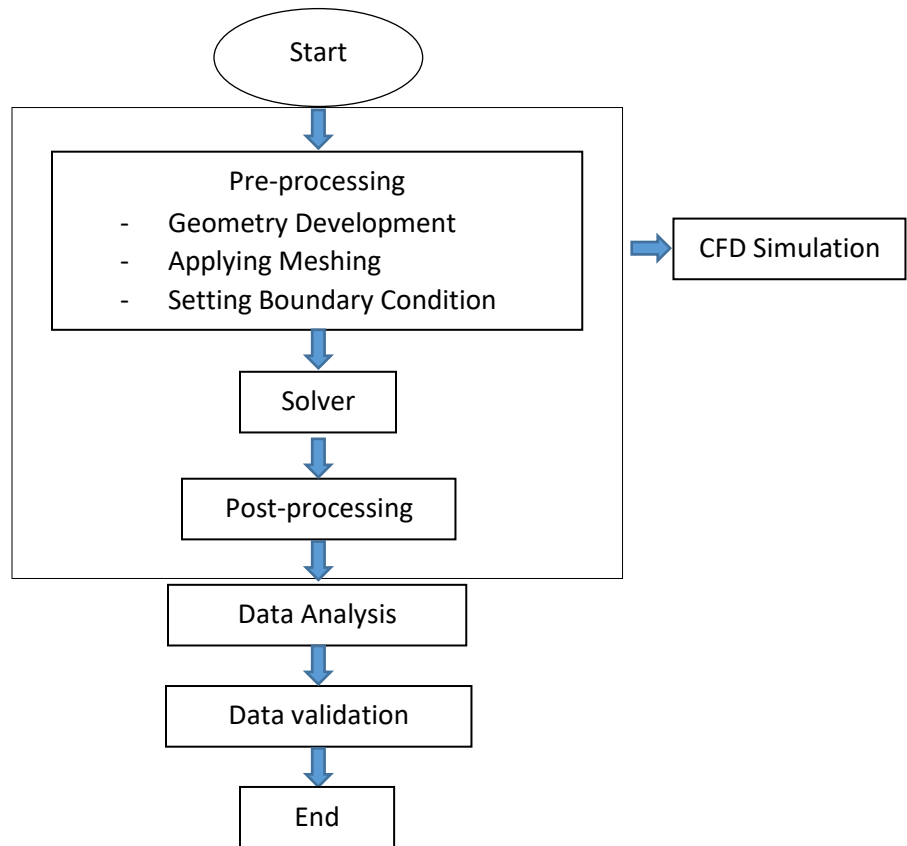 Start
Pre-processing
- Geometry Development
- Applying Meshing
- Setting Boundary Condition
CFD Simulation
Solver
Post-processing
Data Analysis
Data validation
End